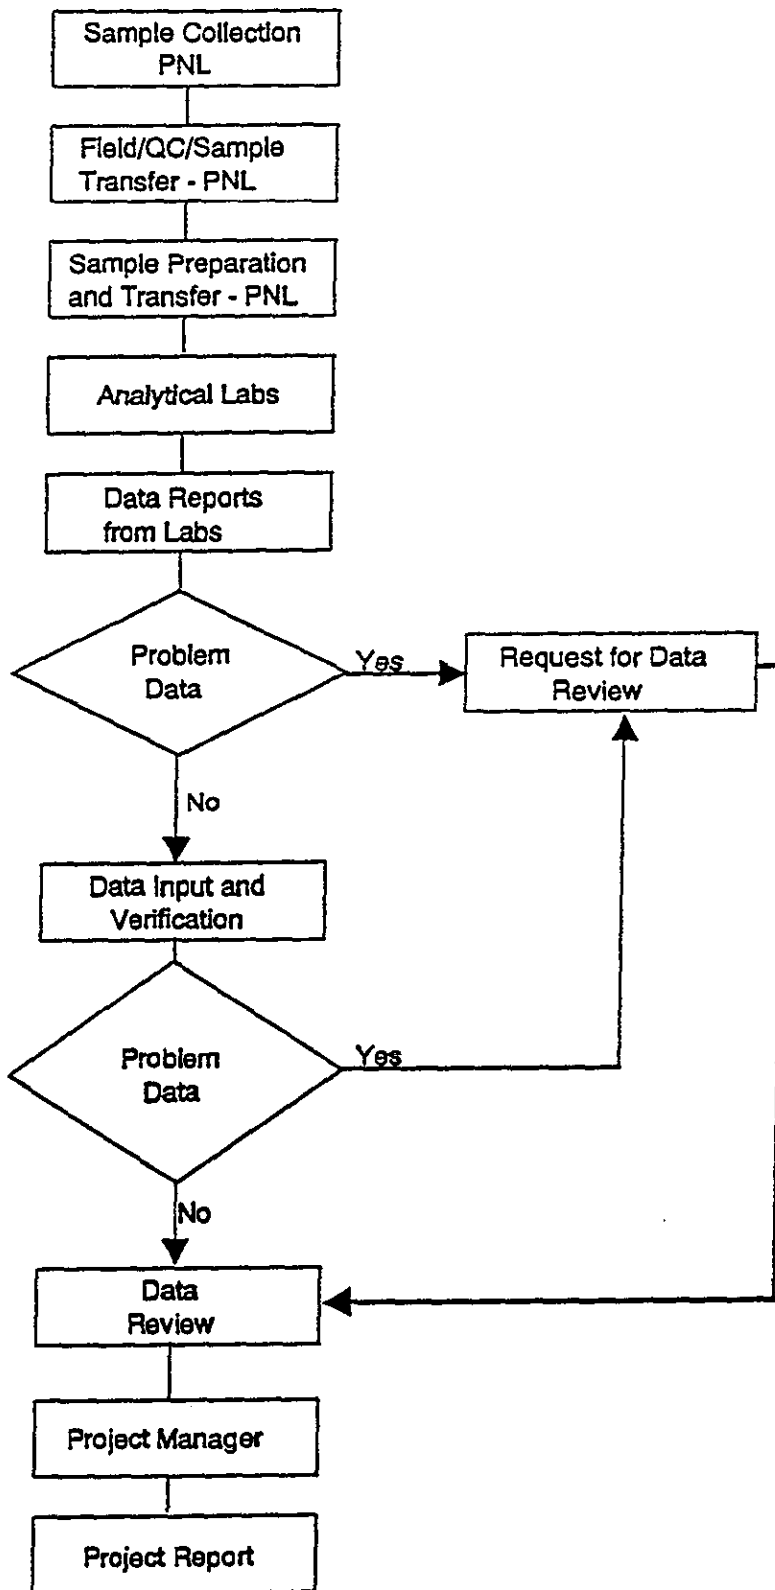 Sample Collection
PNL
Field/QC/Sample
Transfer - PNL
Sample Preparation
and Transfer - PNL
Analytical Labs
Data Reports
from Labs
Problem
Data
Yes
Request for Data
Review
No
Data Input and
Verification
Problem
Data
Yes
No
Data
Review
Project Manager
Project Report